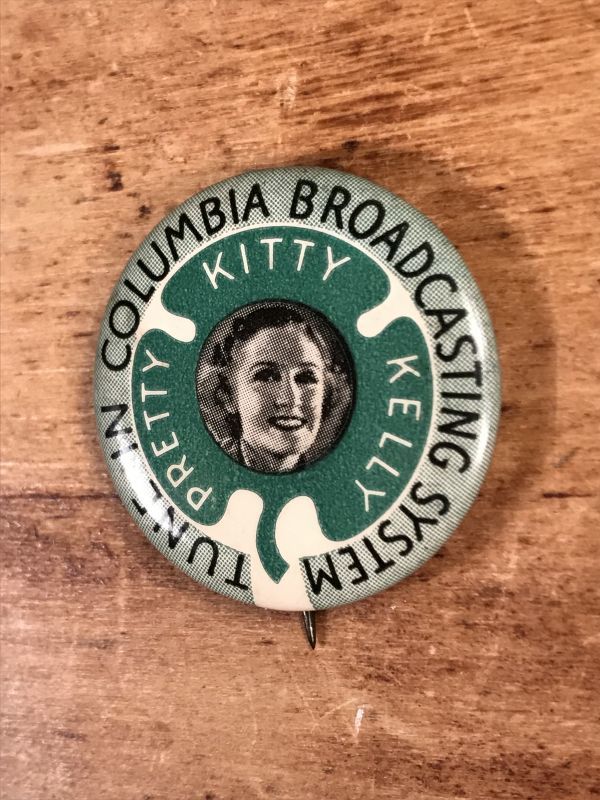 TUNE IN COLUMBIA BROADCASTING SYSTEM
PRETTY KITTY KELLY